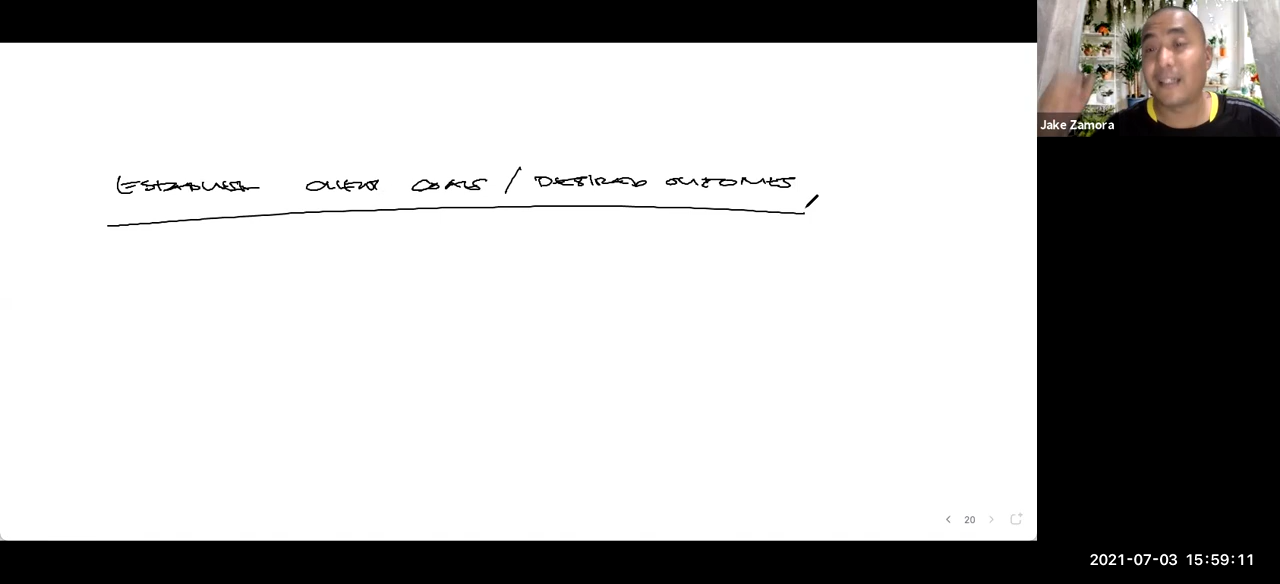 Jake Zamora
ESTABLISH CLIENT GOALS / DESIRED OUTCOMES
20
2021-07-03 15:59:11